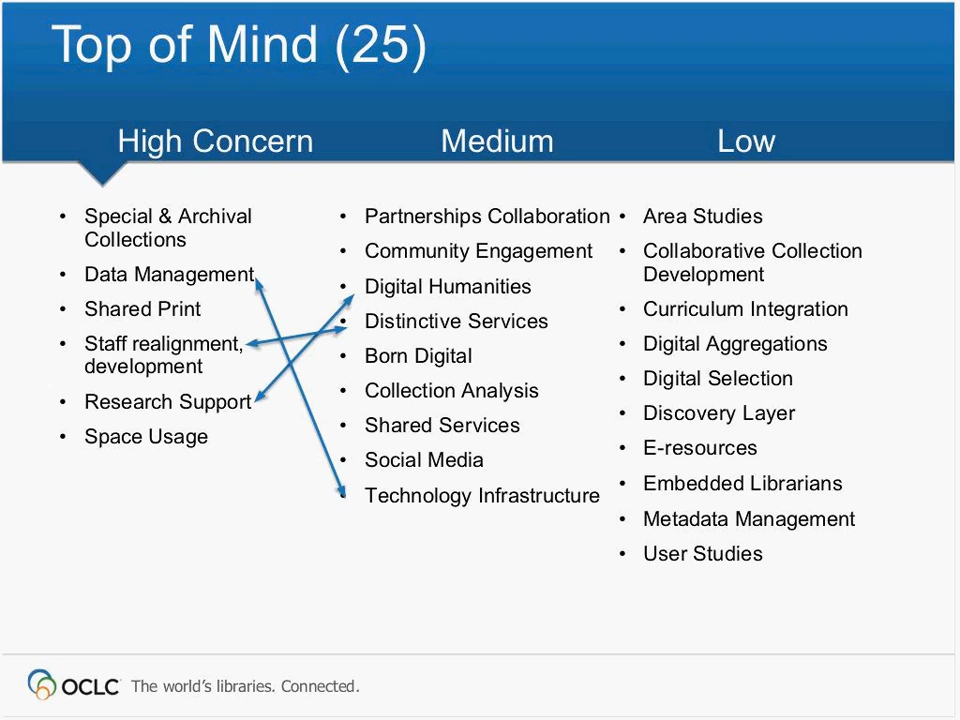 Top of Mind (25)
High Concern Medium Low
• Special & Archival
Collections
• Data Management
• Shared Print
• Staff realignment,
development
• Research Support
• Space Usage
• Partnerships Collaboration
• Community Engagement
• Digital Humanities
• Distinctive Services
• Born Digital
• Collection Analysis
• Shared Services
• Social Media
• Technology Infrastructure
• Area Studies
• Collaborative Collection
Development
• Curriculum Integration
• Digital Aggregations
• Digital Selection
• Discovery Layer
• E-resources
• Embedded Librarians
• Metadata Management
• User Studies
OCLC The world’s libraries. Connected.